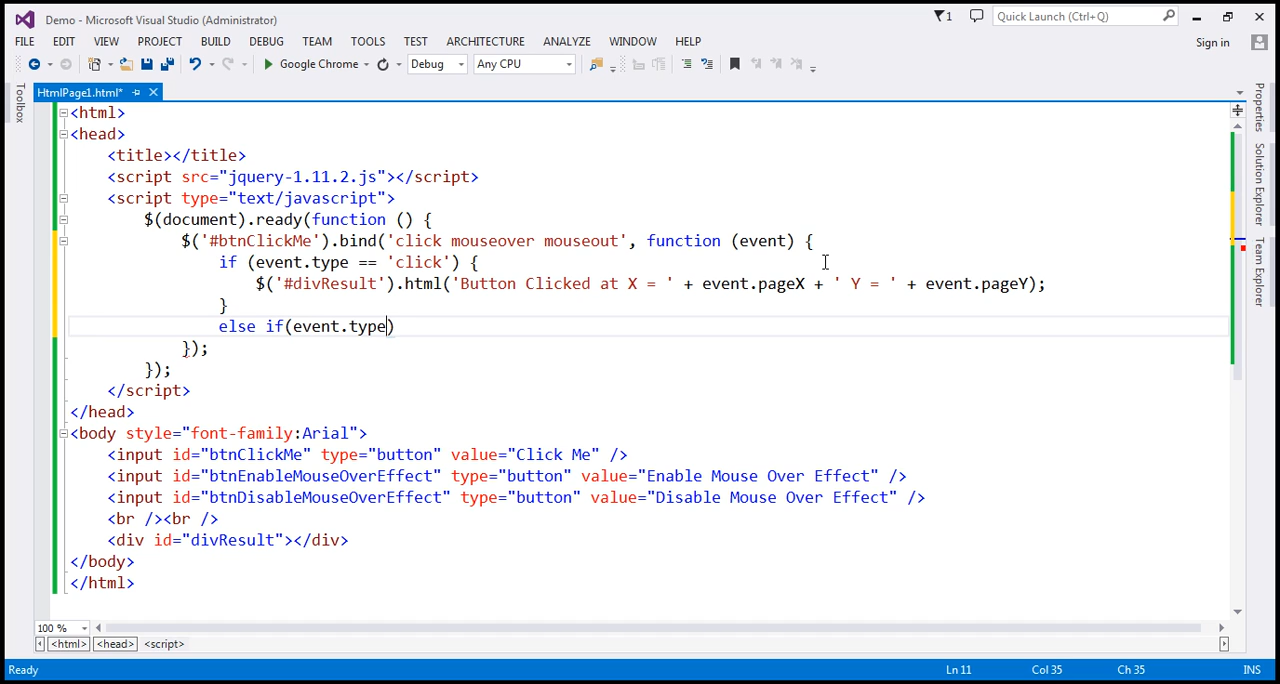 Demo - Microsoft Visual Studio (Administrator)
1
Quick Launch (Ctrl+Q)
FILE EDIT VIEW PROJECT BUILD DEBUG TEAM TOOLS TEST ARCHITECTURE ANALYZE WINDOW HELP
Sign in
Google Chrome Debug Any CPU
HtmlPage1.html*
Toolbox
Properties
Solution Explorer
Team Explorer
<html>
<head>
<title></title>
<script src="jquery-1.11.2.js"></script>
<script type="text/javascript">
$(document).ready(function () {
$('#btnClickMe').bind('click mouseover mouseout', function (event) {
if (event.type == 'click') {
$('#divResult').html('Button Clicked at X = ' + event.pageX + ' Y = ' + event.pageY);
}
else if(event.type)
});
});
</script>
</head>
<body style="font-family:Arial">
<input id="btnClickMe" type="button" value="Click Me" />
<input id="btnEnableMouseOverEffect" type="button" value="Enable Mouse Over Effect" />
<input id="btnDisableMouseOverEffect" type="button" value="Disable Mouse Over Effect" />
<br /><br />
<div id="divResult"></div>
</body>
</html>
100 %
<html> <head> <script>
Ready Ln 11 Col 35 Ch 35 INS